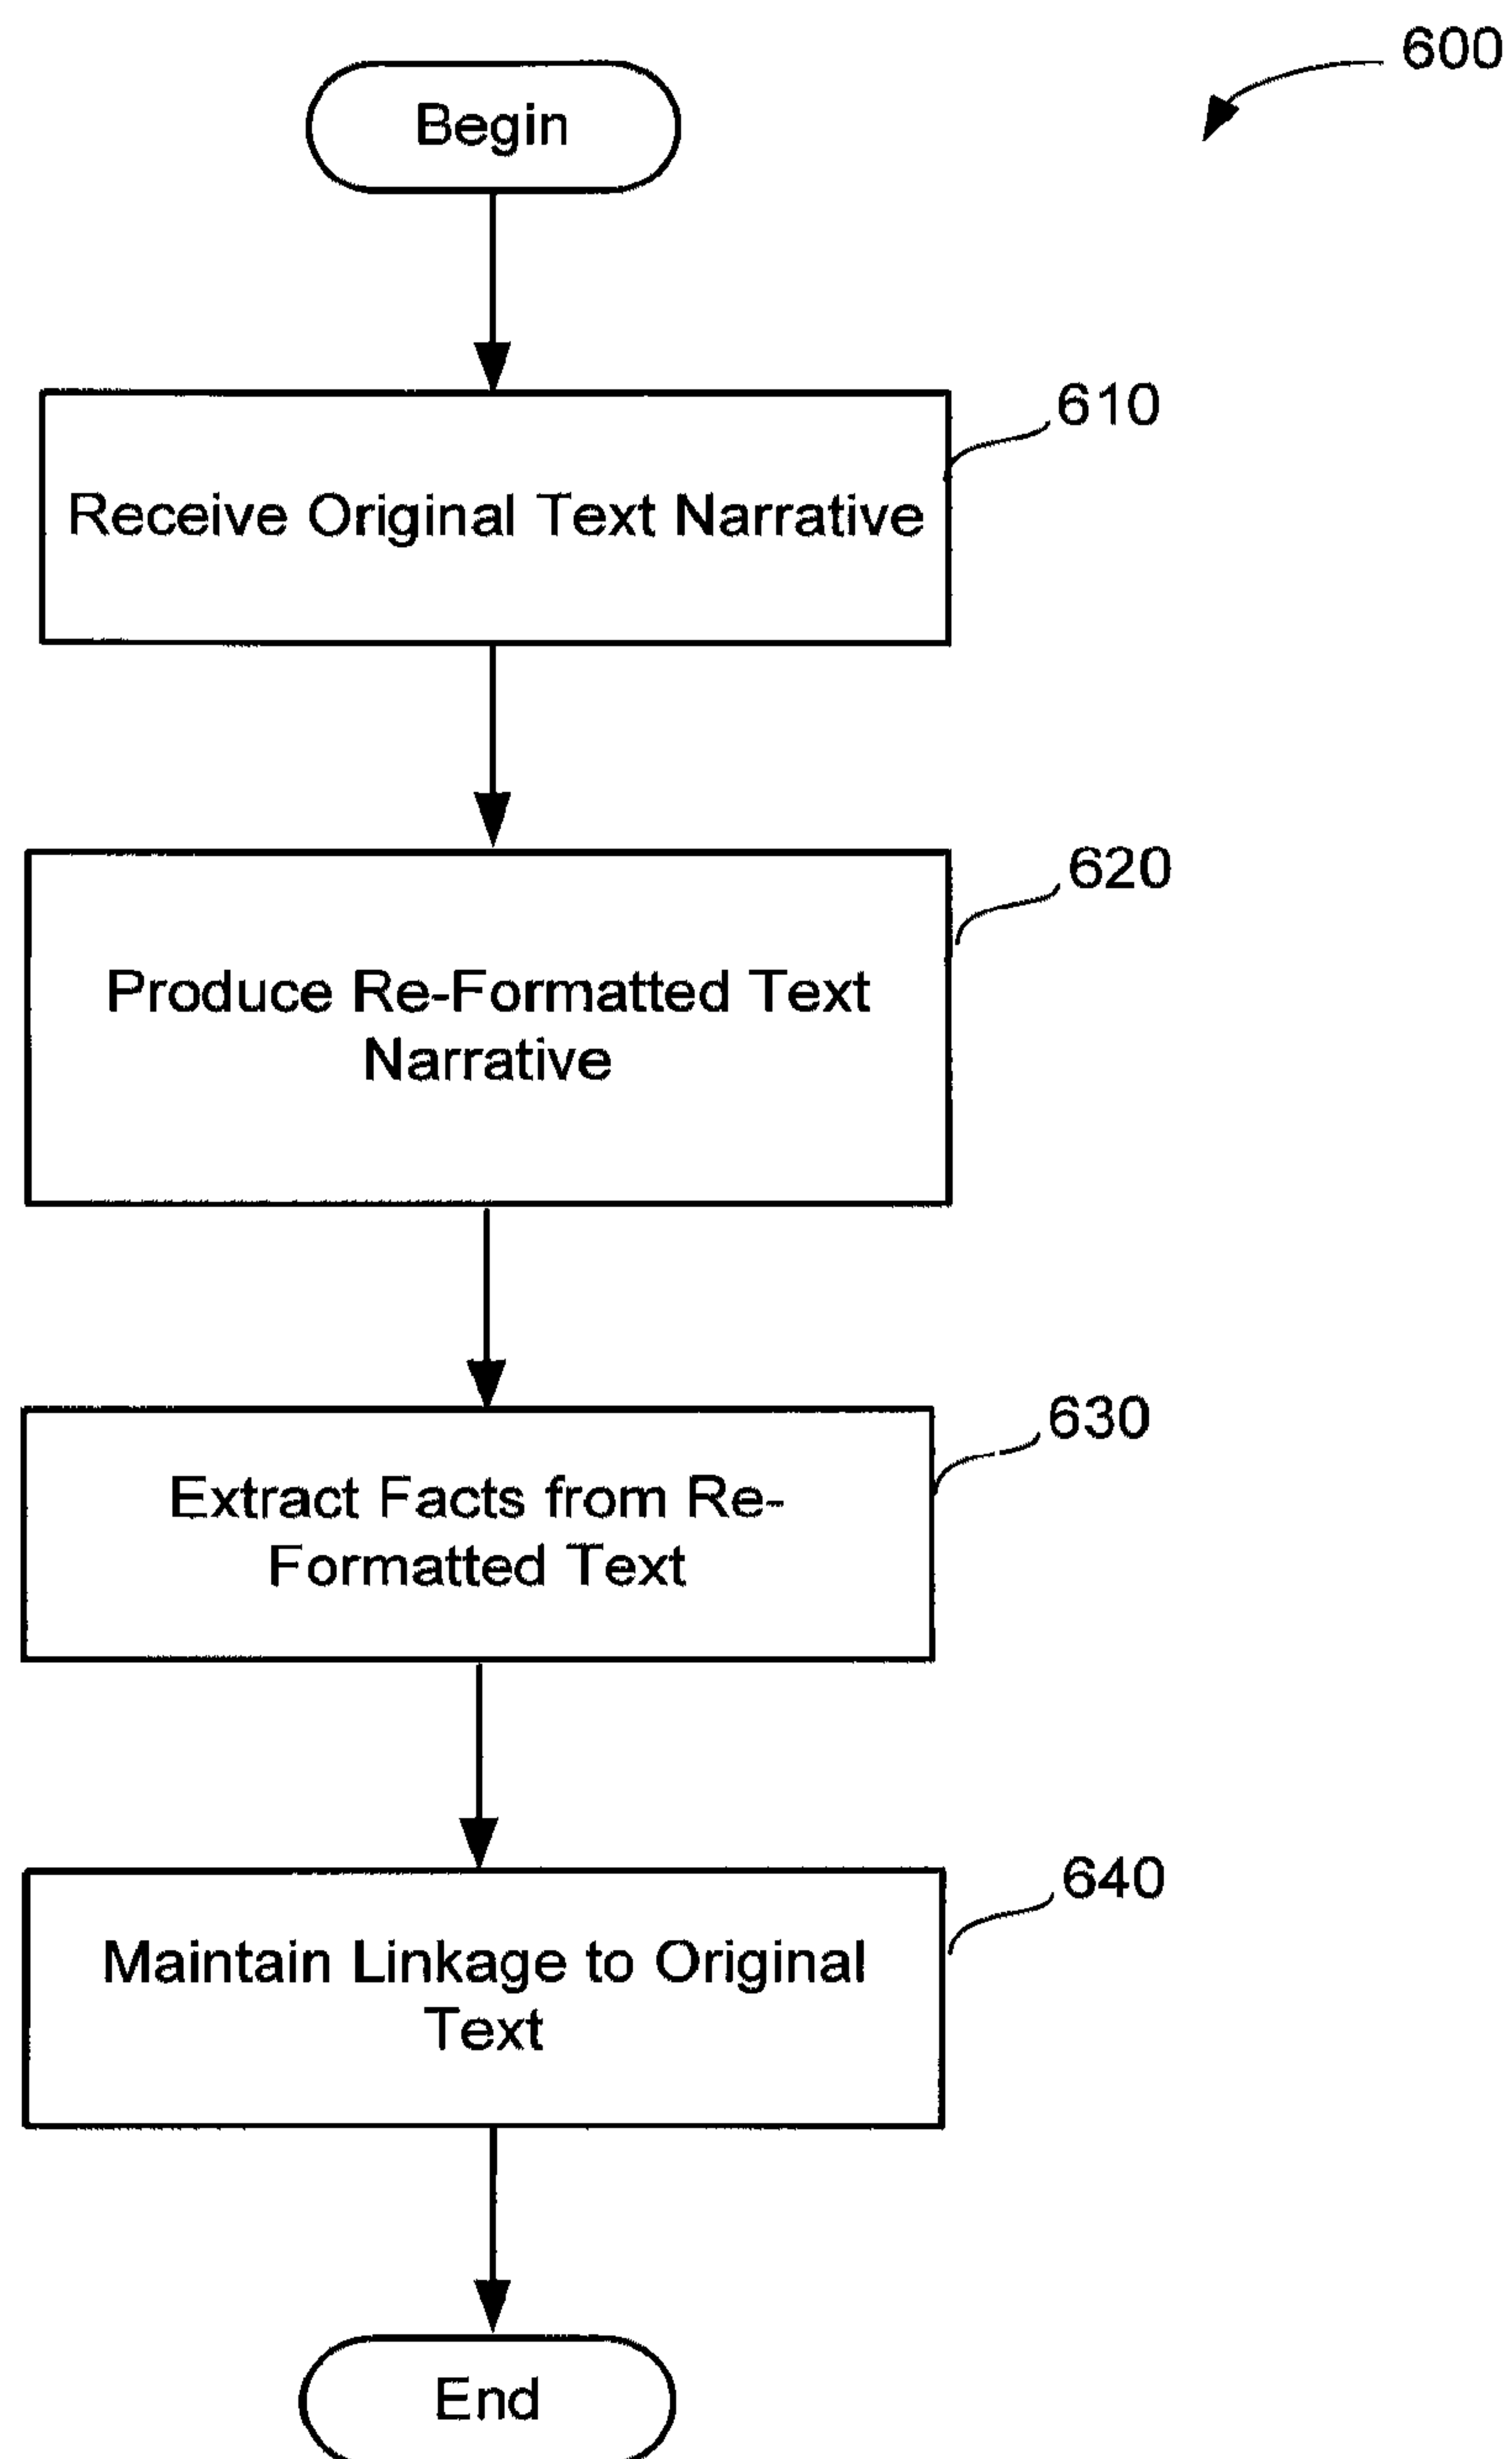 600
Begin
610
Receive Original Text Narrative
620
Produce Re-Formatted Text
Narrative
630
Extract Facts from Re-
Formatted Text
640
Maintain Linkage to Original
Text
End